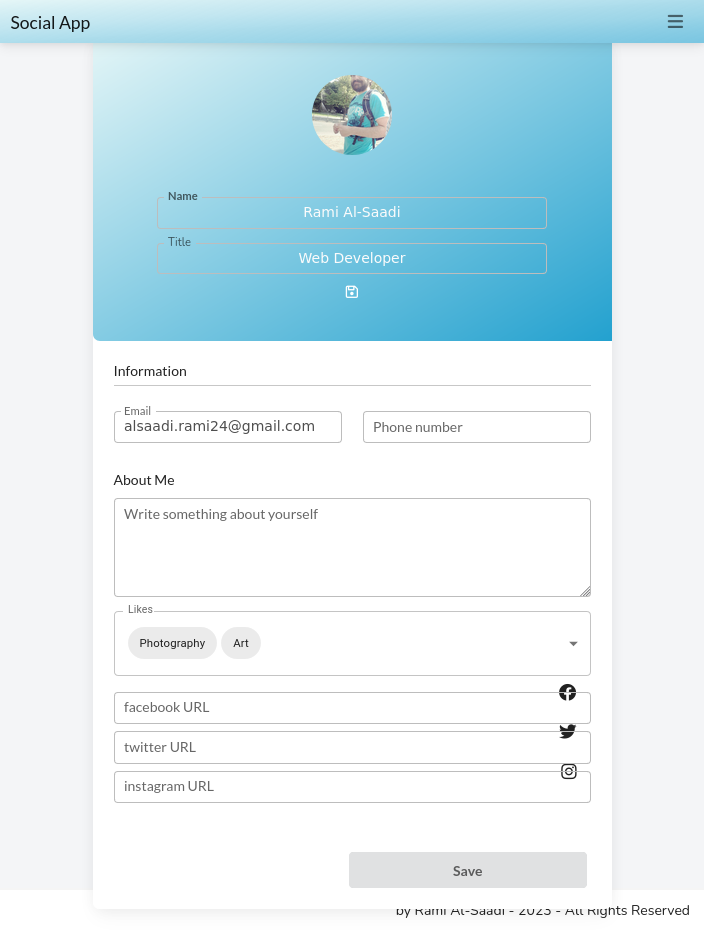 Social App
Name
Rami Al-Saadi
Title
Web Developer
Information
Email
alsaadi.rami24@gmail.com
Phone number
About Me
Write something about yourself
Likes
Photography Art
facebook URL
twitter URL
instagram URL
Save
by Rami Al-Saadi - 2023 - All Rights Reserved